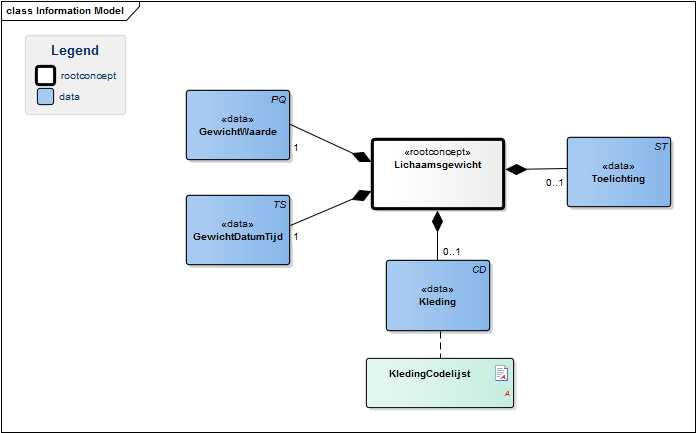 class Information Model
Legend
rootconcept
data
PQ
«data»
GewichtWaarde
1
TS
«data»
GewichtDatumTijd
1
«rootconcept»
Lichaamsgewicht
ST
«data»
Toelichting
0..1
0..1
CD
«data»
Kleding
KledingCodelijst
A